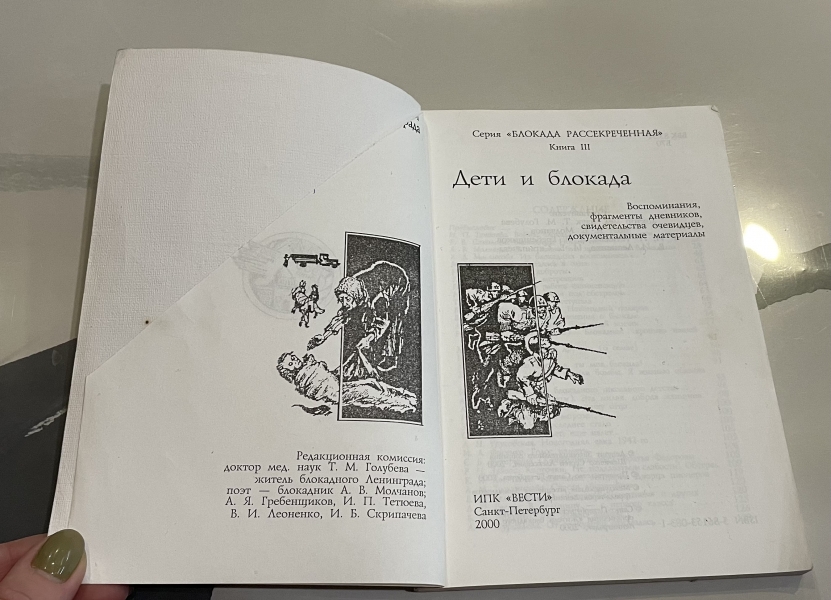 Редакционная комиссия:
доктор мед. наук Т. М. Голубева —
житель блокадного Ленинграда;
поэт — блокадник А. В. Молчанов;
А. Я. Гребенщиков, И. П. Тетюева,
В. И. Леоненко, И. Б. Скрипачева
Серия «БЛОКАДА РАССЕКРЕЧЕННАЯ»
Книга III
Дети и блокада
Воспоминания,
фрагменты дневников,
свидетельства очевидцев,
документальные материалы
ИПК «ВЕСТИ»
Санкт-Петербург
2000